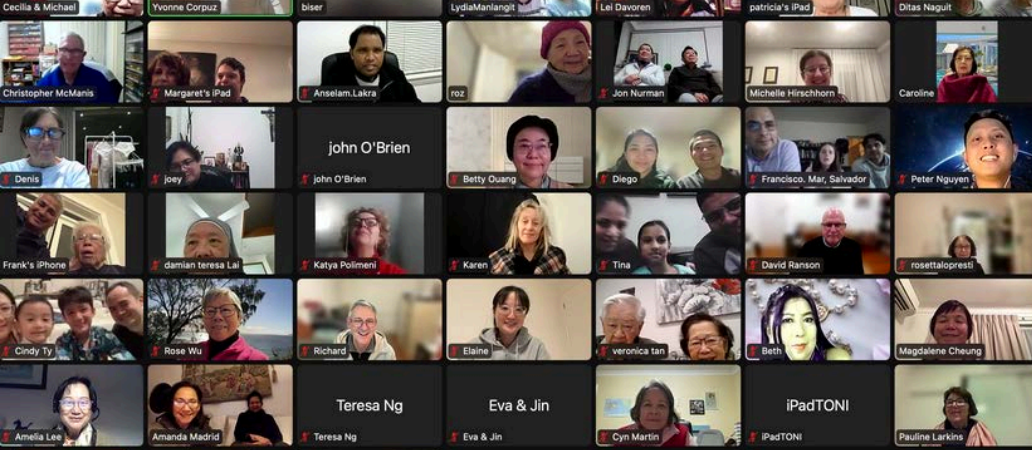 Cecilia & Michael
Yvonne Corpuz
biser
LydiaManlangit
Lei Davoren
patricia's iPad
Ditas Naguit
Christopher McManis
Margaret's iPad
Anselam.Lakra
roz
Jon Nurman
Michelle Hirschhorn
Caroline
Denis
joey
john O'Brien
john O'Brien
Betty Ouang
Diego
Francisco. Mar, Salvador
Peter Nguyen
Frank's iPhone
damian teresa Lai
Katya Polimeni
Karen
Tina
David Ranson
rosettalopresti
Cindy Ty
Rose Wu
Richard
Elaine
veronica tan
Beth
Magdalene Cheung
Amelia Lee
Amanda Madrid
Teresa Ng
Teresa Ng
Eva & Jin
Eva & Jin
Cyn Martin
iPadTONI
iPadTONI
Pauline Larkins